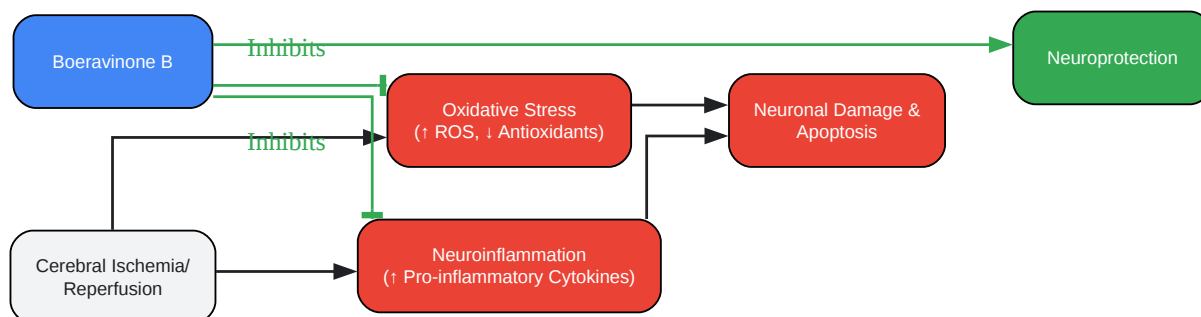 Boeravinone B
Inhibits
Neuroprotection
Oxidative Stress
(↑ ROS, ↓ Antioxidants)
Neuronal Damage &
Apoptosis
Inhibits
Cerebral Ischemia/
Reperfusion
Neuroinflammation
(↑ Pro-inflammatory Cytokines)